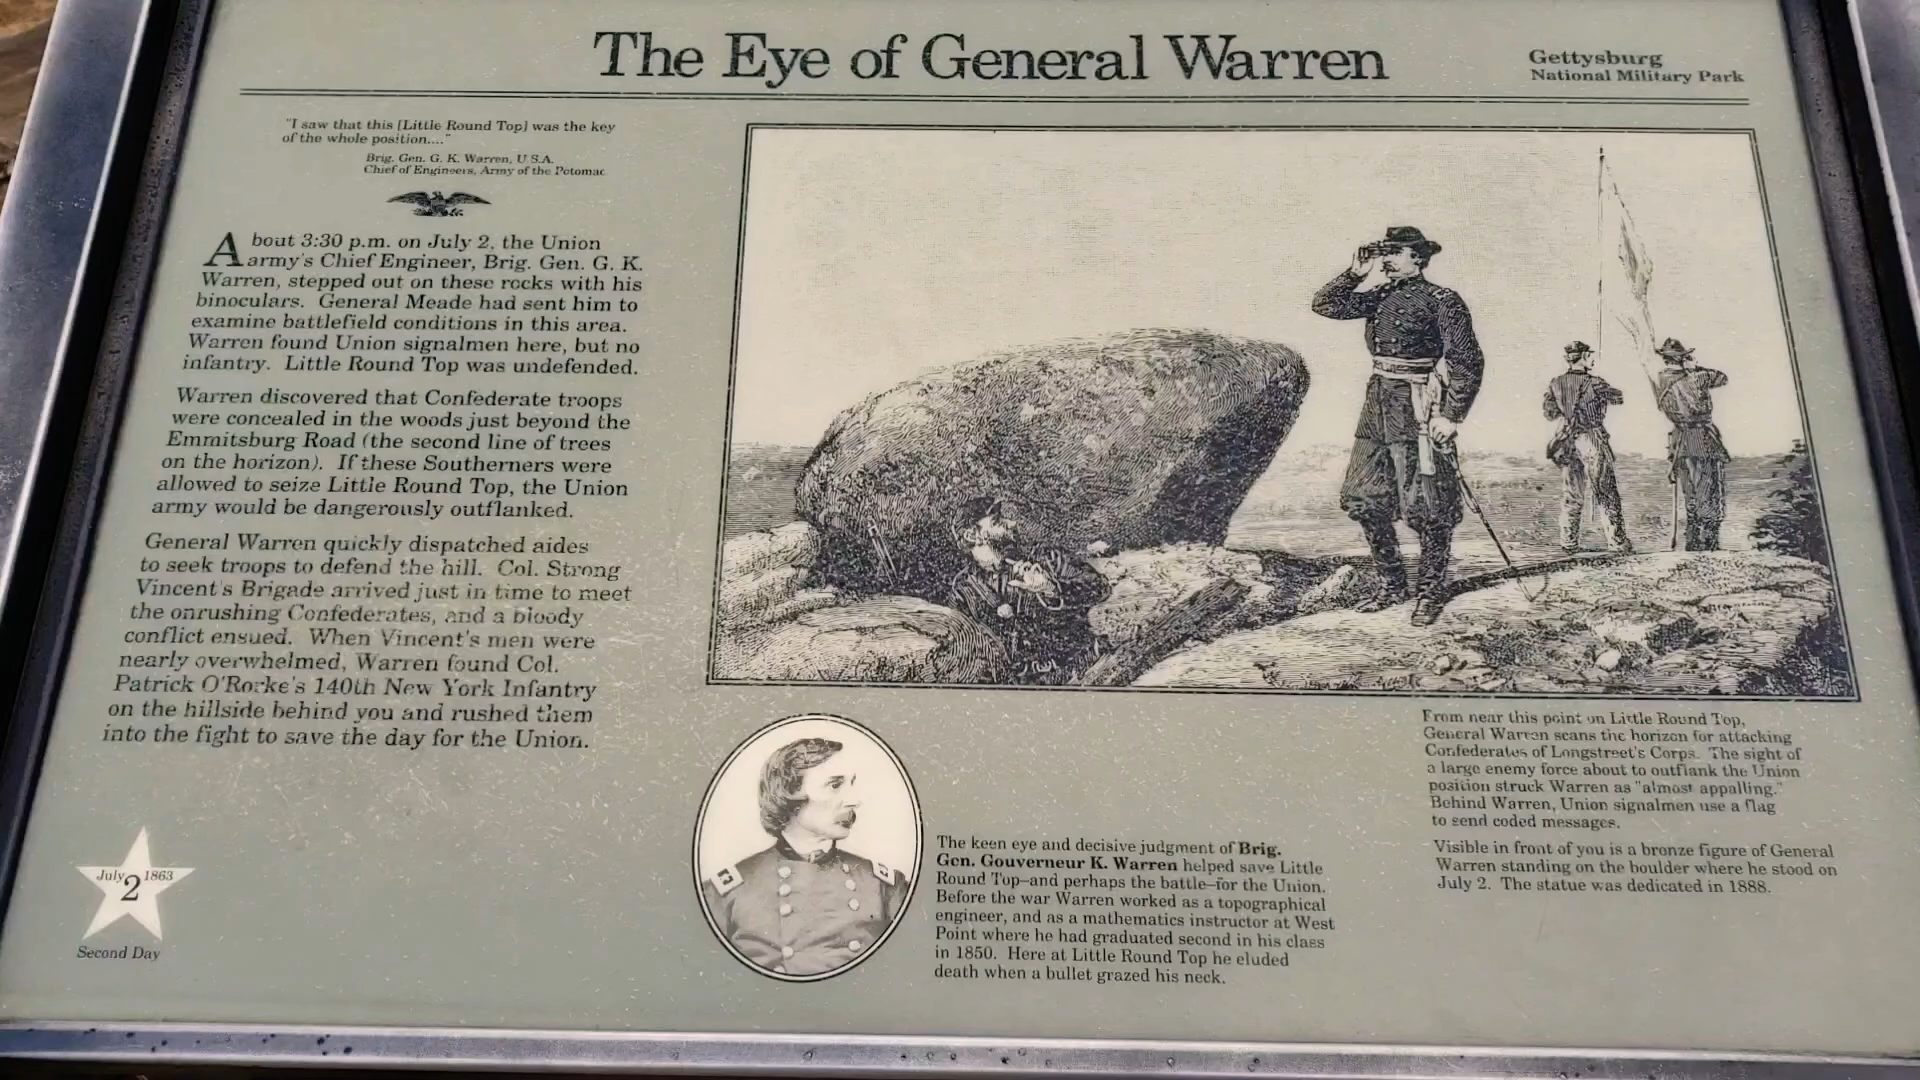 The Eye of General Warren
Gettysburg
National Military Park
"I saw that this [Little Round Top] was the key
of the whole position...."
Brig. Gen. G. K. Warren, U.S.A.
Chief of Engineers, Army of the Potomac
About 3:30 p.m. on July 2, the Union
army's Chief Engineer, Brig. Gen. G. K.
Warren, stepped out on these rocks with his
binoculars. General Meade had sent him to
examine battlefield conditions in this area.
Warren found Union signalmen here, but no
infantry. Little Round Top was undefended.
Warren discovered that Confederate troops
were concealed in the woods just beyond the
Emmitsburg Road (the second line of trees
on the horizon). If these Southerners were
allowed to seize Little Round Top, the Union
army would be dangerously outflanked.
General Warren quickly dispatched aides
to seek troops to defend the hill. Col. Strong
Vincent's Brigade arrived just in time to meet
the onrushing Confederates, and a bloody
conflict ensued. When Vincent's men were
nearly overwhelmed, Warren found Col.
Patrick O'Rorke's 140th New York Infantry
on the hillside behind you and rushed them
into the fight to save the day for the Union.
July 2 1863
Second Day
The keen eye and decisive judgment of Brig.
Gen. Gouverneur K. Warren helped save Little
Round Top—and perhaps the battle—for the Union.
Before the war Warren worked as a topographical
engineer, and as a mathematics instructor at West
Point where he had graduated second in his class
in 1850. Here at Little Round Top he eluded
death when a bullet grazed his neck.
From near this point on Little Round Top,
General Warren scans the horizon for attacking
Confederates of Longstreet's Corps. The sight of
a large enemy force about to outflank the Union
position struck Warren as "almost appalling."
Behind Warren, Union signalmen use a flag
to send coded messages.
Visible in front of you is a bronze figure of General
Warren standing on the boulder where he stood on
July 2. The statue was dedicated in 1888.